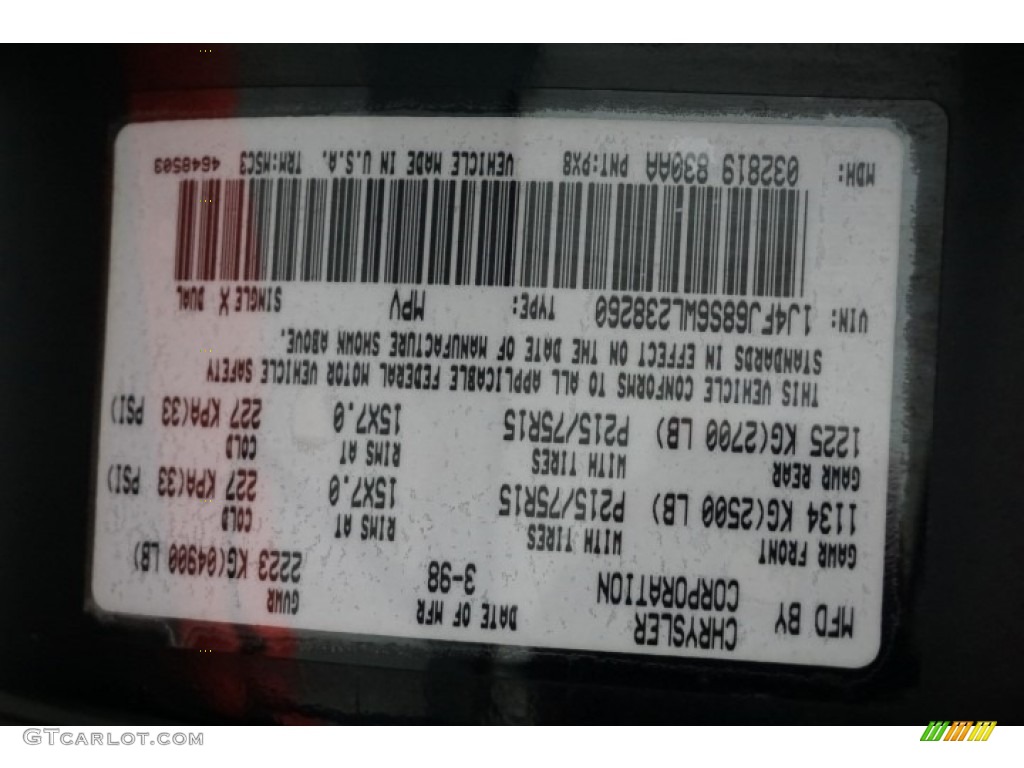 MFD BY CHRYSLER DATE OF MFR GVWR
CORPORATION 3-98 2223 KG(04900 LB)
GAWR FRONT WITH TIRES RIMS AT COLD
1134 KG(2500 LB) P215/75R15 15X7.0 227 KPA(33 PSI)
GAWR REAR WITH TIRES RIMS AT COLD
1225 KG(2700 LB) P215/75R15 15X7.0 227 KPA(33 PSI)
THIS VEHICLE CONFORMS TO ALL APPLICABLE FEDERAL MOTOR VEHICLE SAFETY
STANDARDS IN EFFECT ON THE DATE OF MANUFACTURE SHOWN ABOVE.
VIN: 1J4FJ68S6WL238260 TYPE: MPV SINGLE X DUAL
MDH: 032819 830AA PNT:PX8 VEHICLE MADE IN U.S.A. TRM:MSC3 4648503
GTCARLOT.COM